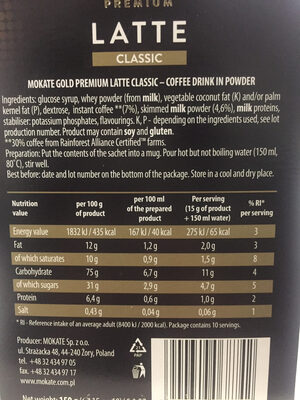 PREMIUM
LATTE
CLASSIC
MOKATE GOLD PREMIUM LATTE CLASSIC – COFFEE DRINK IN POWDER
Ingredients: glucose syrup, whey powder (from milk), vegetable coconut fat (K) and/or palm
kernel fat (P), dextrose, instant coffee **(7%), skimmed milk powder (4,6%), milk proteins,
stabiliser: potassium phosphates, flavourings. K, P - depending on the ingredients used, see lot
production number. Product may contain soy and gluten.
**30% coffee from Rainforest Alliance Certified™ farms.
Preparation: Put the contents of the sachet into a mug. Pour hot but not boiling water (150 ml,
80°C), stir well.
Best before: date and lot number on the bottom of the package. Store in a cool and dry place.
Nutrition value per 100 g of product per 100 ml of the prepared product Per serving (15 g of product + 150 ml water) % RI* per serving
Energy value 1832 kJ / 435 kcal 167 kJ / 40 kcal 275 kJ / 65 kcal 3
Fat 12 g 1,2 g 2,0 g 3
of which saturates 10 g 0,9 g 1,5 g 8
Carbohydrate 75 g 6,7 g 11 g 4
of which sugars 31 g 2,9 g 4,7 g 5
Protein 6,4 g 0,6 g 1,0 g 2
Salt 0,43 g 0,04 g 0,06 g 1
* RI - Reference intake of an average adult (8400 kJ / 2000 kcal). Package contains 10 servings.
Producer: MOKATE Sp. z o.o.
ul. Strażacka 48, 44-240 Żory, Poland
tel. +48 32 434 97 05
fax. +48 32 434 97 17
www.mokate.com.pl
PAP